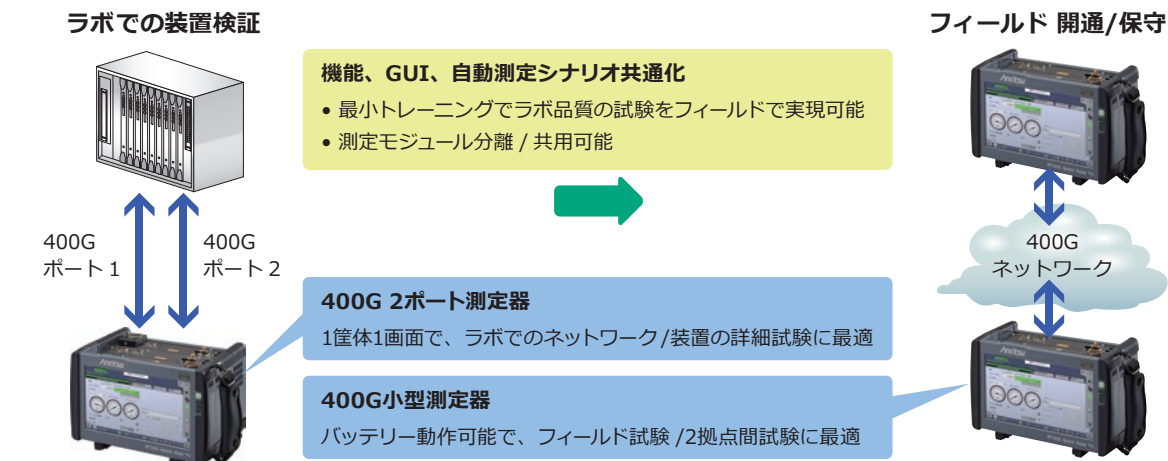 ラボでの装置検証
フィールド 開通/保守
機能、GUI、自動測定シナリオ共通化
• 最小トレーニングでラボ品質の試験をフィールドで実現可能
• 測定モジュール分離 / 共用可能
400G
ポート 1
400G
ポート 2
400G
ネットワーク
400G 2ポート測定器
1筐体1画面で、ラボでのネットワーク/装置の詳細試験に最適
400G小型測定器
バッテリー動作可能で、フィールド試験 /2拠点間試験に最適
Anritsu
Anritsu
Anritsu